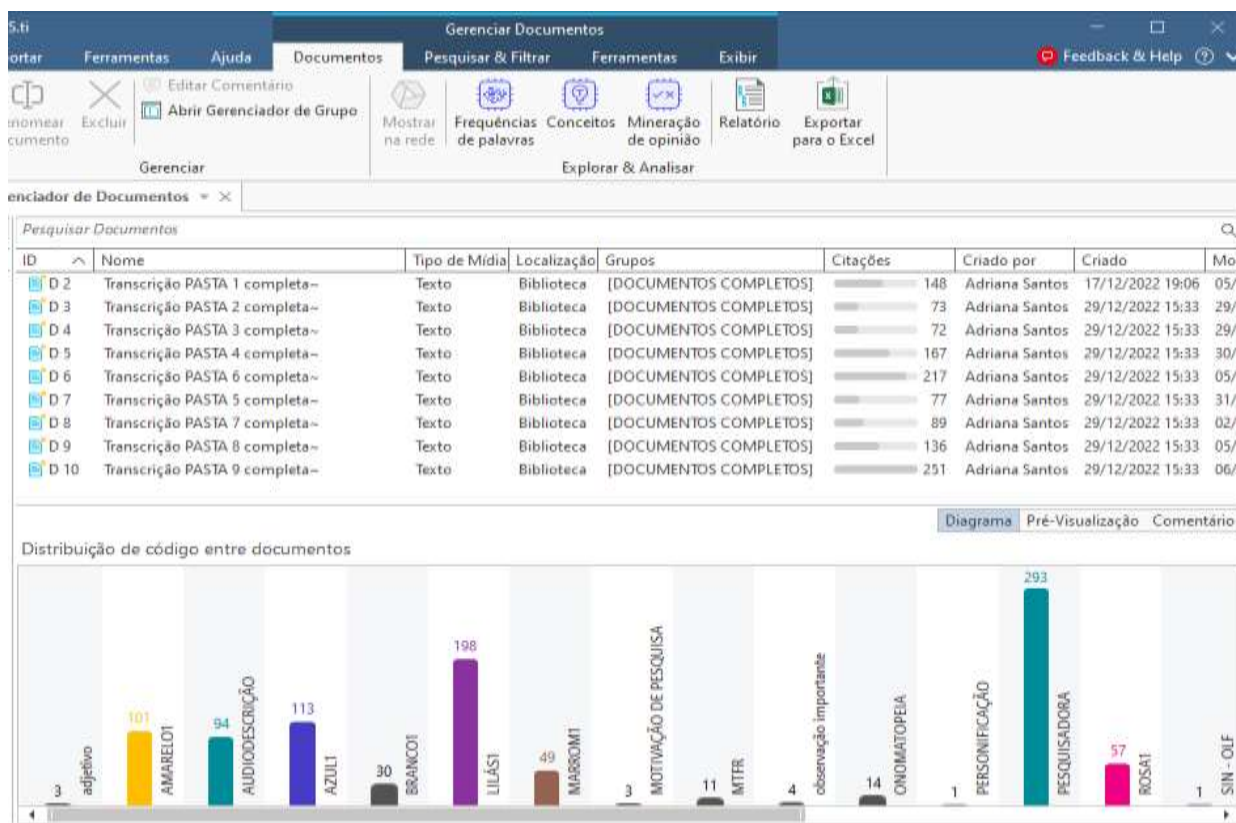 5.ti Gerenciar Documentos
ortar Ferramentas Ajuda Documentos Pesquisar & Filtrar Ferramentas Exibir Feedback & Help
Editar Comentário
Abrir Gerenciador de Grupo
enomear
cumento
Excluir
Mostrar
na rede
Frequências
de palavras
Conceitos
Mineração
de opinião
Relatório
Exportar
para o Excel
Gerenciar Explorar & Analisar
enciador de Documentos
Pesquisar Documentos
ID Nome Tipo de Mídia Localização Grupos Citações Criado por Criado Mo
D 2 Transcrição PASTA 1 completa~ Texto Biblioteca [DOCUMENTOS COMPLETOS] 148 Adriana Santos 17/12/2022 19:06 05/
D 3 Transcrição PASTA 2 completa~ Texto Biblioteca [DOCUMENTOS COMPLETOS] 73 Adriana Santos 29/12/2022 15:33 29/
D 4 Transcrição PASTA 3 completa~ Texto Biblioteca [DOCUMENTOS COMPLETOS] 72 Adriana Santos 29/12/2022 15:33 29/
D 5 Transcrição PASTA 4 completa~ Texto Biblioteca [DOCUMENTOS COMPLETOS] 167 Adriana Santos 29/12/2022 15:33 30/
D 6 Transcrição PASTA 6 completa~ Texto Biblioteca [DOCUMENTOS COMPLETOS] 217 Adriana Santos 29/12/2022 15:33 05/
D 7 Transcrição PASTA 5 completa~ Texto Biblioteca [DOCUMENTOS COMPLETOS] 77 Adriana Santos 29/12/2022 15:33 31/
D 8 Transcrição PASTA 7 completa~ Texto Biblioteca [DOCUMENTOS COMPLETOS] 89 Adriana Santos 29/12/2022 15:33 02/
D 9 Transcrição PASTA 8 completa~ Texto Biblioteca [DOCUMENTOS COMPLETOS] 136 Adriana Santos 29/12/2022 15:33 05/
D 10 Transcrição PASTA 9 completa~ Texto Biblioteca [DOCUMENTOS COMPLETOS] 251 Adriana Santos 29/12/2022 15:33 06/
Diagrama Pré-Visualização Comentário
Distribuição de código entre documentos
3 adjetivo
101 AMARELO1
94 AUDIODESCRIÇÃO
113 AZUL1
30 BRANCO1
198 LILÁS1
49 MARROM1
3 MOTIVAÇÃO DE PESQUISA
11 MTFR
4 observação importante
14 ONOMATOPEIA
1 PERSONIFICAÇÃO
293 PESQUISADORA
57 ROSA1
1 SIN - OLF